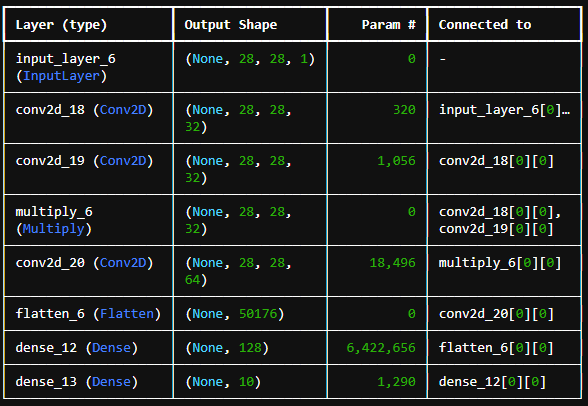 Layer (type) Output Shape Param # Connected to
input_layer_6 (None, 28, 28, 1) 0 -
(InputLayer)
conv2d_18 (Conv2D) (None, 28, 28, 320 input_layer_6[0]…
32)
conv2d_19 (Conv2D) (None, 28, 28, 1,056 conv2d_18[0][0]
32)
multiply_6 (None, 28, 28, 0 conv2d_18[0][0],
(Multiply) 32) conv2d_19[0][0]
conv2d_20 (Conv2D) (None, 28, 28, 18,496 multiply_6[0][0]
64)
flatten_6 (Flatten) (None, 50176) 0 conv2d_20[0][0]
dense_12 (Dense) (None, 128) 6,422,656 flatten_6[0][0]
dense_13 (Dense) (None, 10) 1,290 dense_12[0][0]